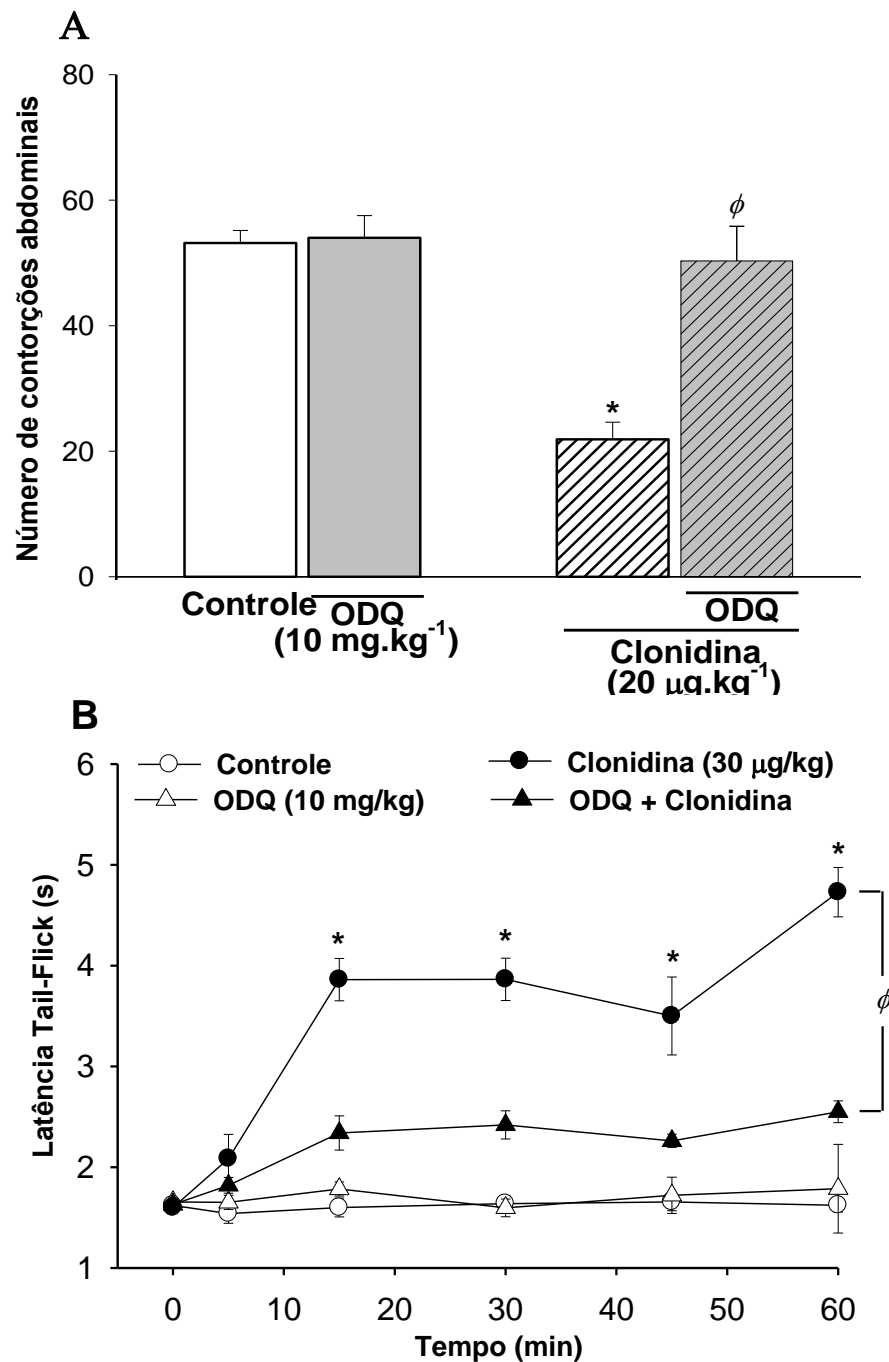 A
Número de contorções abdominais
80
60
40
20
0
*
ϕ
Controle
ODQ
(10 mg.kg⁻¹)
ODQ
Clonidina
(20 µg.kg⁻¹)
B
Latência Tail-Flick (s)
6
5
4
3
2
1
Controle
ODQ (10 mg/kg)
Clonidina (30 µg/kg)
ODQ + Clonidina
*
*
*
*
ϕ
0 10 20 30 40 50 60
Tempo (min)